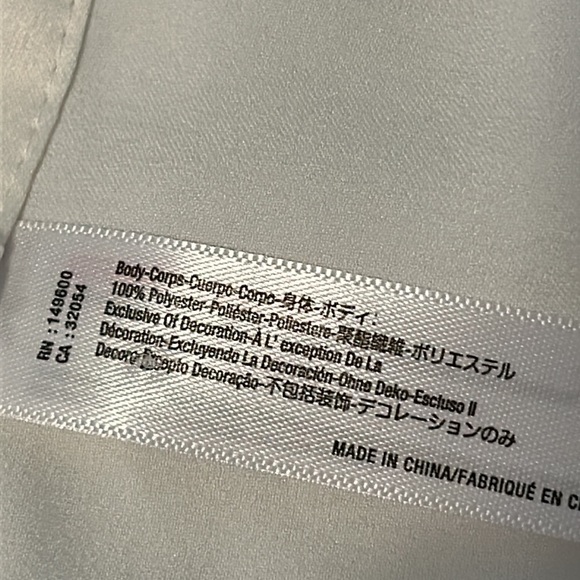 RN : 149600
CA : 32054
Body-Corps-Cuerpo-Corpo-身体-ボディ:
100% Polyester-Poliéster-Poliestere-聚酯纖維-ポリエステル
Exclusive Of Decoration-À L' exception De La
Décoration-Excluyendo La Decoración-Ohne Deko-Escluso Il
Decoro-Excepto Decoração-不包括装饰-デコレーションのみ
MADE IN CHINA/FABRIQUÉ EN